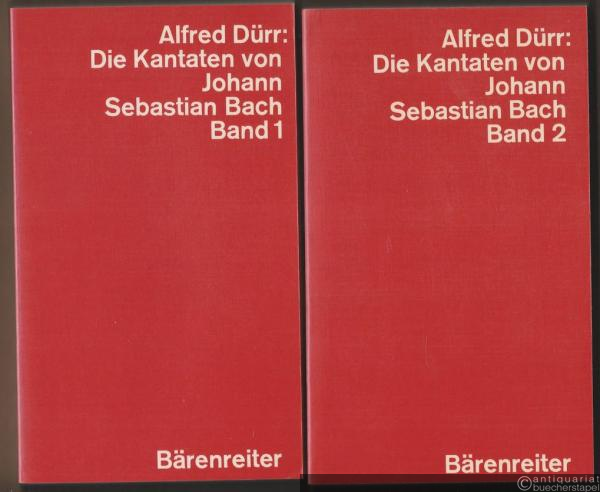 Alfred Dürr:
Die Kantaten von
Johann
Sebastian Bach
Band 1
Bärenreiter
Alfred Dürr:
Die Kantaten von
Johann
Sebastian Bach
Band 2
Bärenreiter
antiquariat
buecherstapel